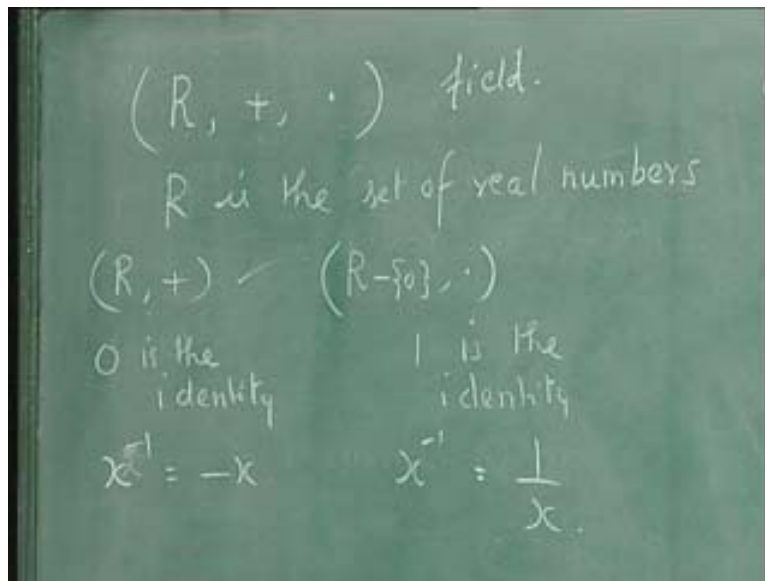 (R, +, ·) field.
R is the set of real numbers
(R, +) ✓ (R-{0}, ·)
0 is the identity
1 is the identity
x⁻¹ = -x
x⁻¹ = 1/x.